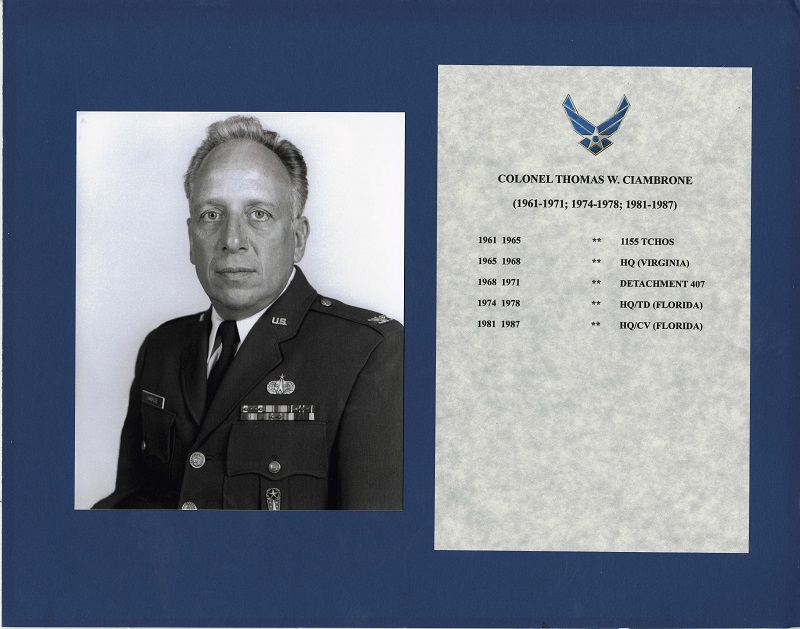 U.S.
COLONEL THOMAS W. CIAMBRONE
(1961-1971; 1974-1978; 1981-1987)
1961 1965 ** 1155 TCHOS
1965 1968 ** HQ (VIRGINIA)
1968 1971 ** DETACHMENT 407
1974 1978 ** HQ/TD (FLORIDA)
1981 1987 ** HQ/CV (FLORIDA)